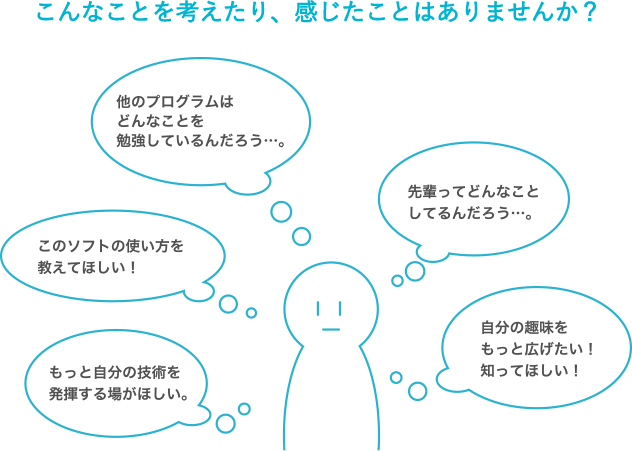 こんなことを考えたり、感じたことはありませんか？
他のプログラムは
どんなことを
勉強しているんだろう…。
先輩ってどんなこと
してるんだろう…。
このソフトの使い方を
教えてほしい！
自分の趣味を
もっと広げたい！
知ってほしい！
もっと自分の技術を
発揮する場がほしい。